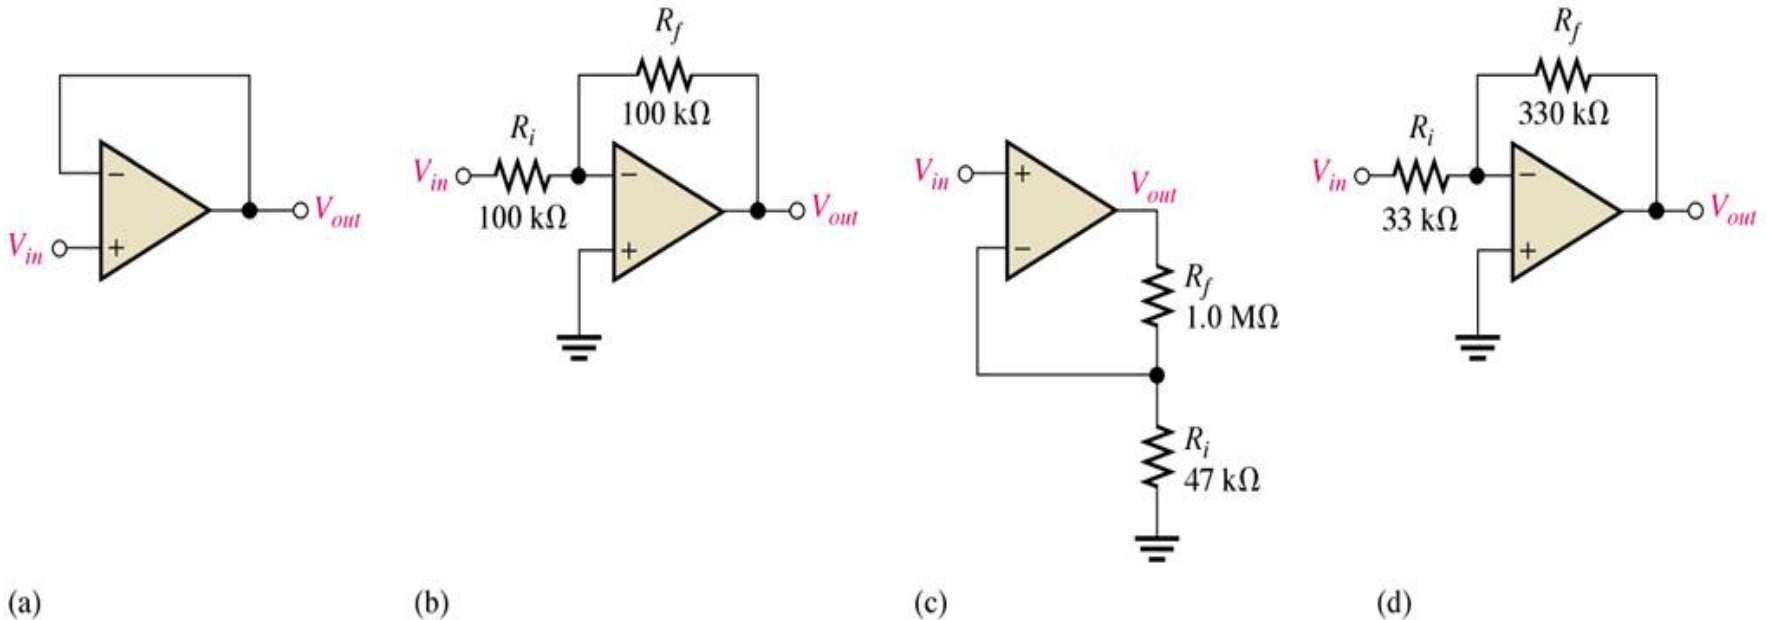 −
+
V_in
V_out
(a)
R_f
100 kΩ
R_i
100 kΩ
V_in
−
+
V_out
(b)
V_in
+
−
V_out
R_f
1.0 MΩ
R_i
47 kΩ
(c)
R_f
330 kΩ
R_i
33 kΩ
V_in
−
+
V_out
(d)